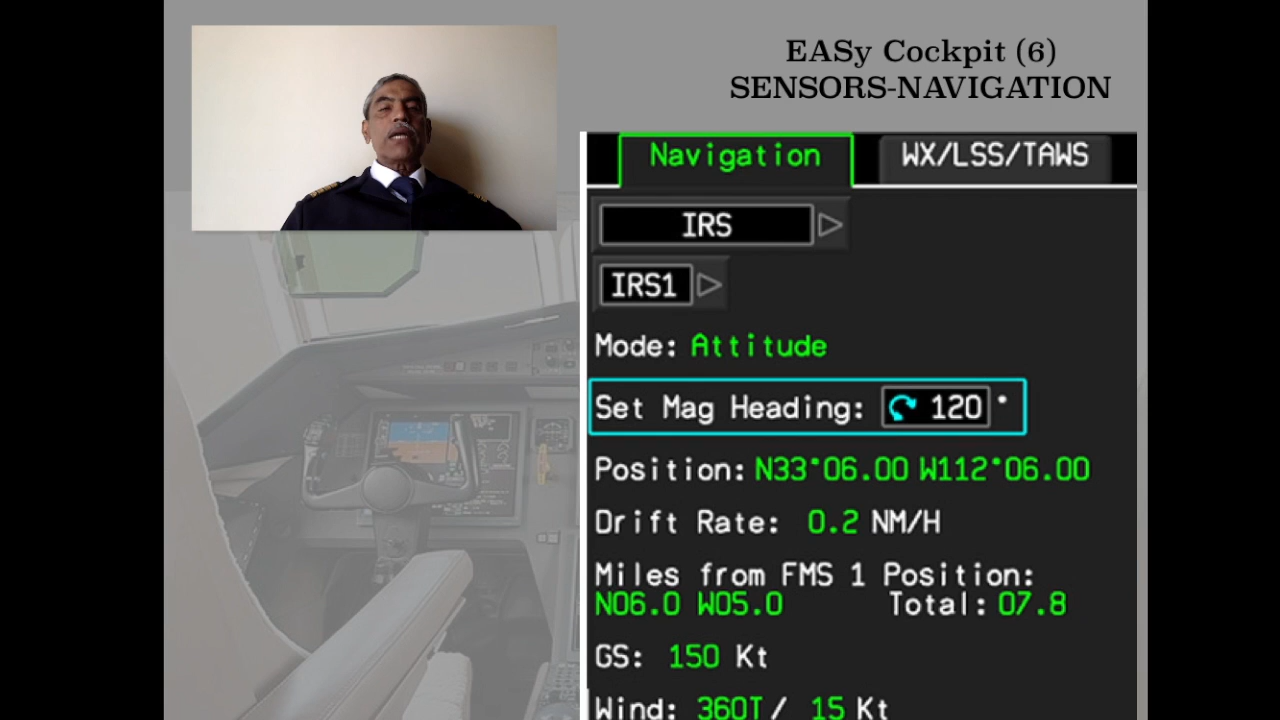 EASy Cockpit (6)
SENSORS-NAVIGATION
Navigation WX/LSS/TAWS
IRS
IRS1
Mode: Attitude
Set Mag Heading: 120°
Position: N33°06.00 W112°06.00
Drift Rate: 0.2 NM/H
Miles from FMS 1 Position:
N06.0 W05.0 Total: 07.8
GS: 150 Kt
Wind: 360T/ 15 Kt